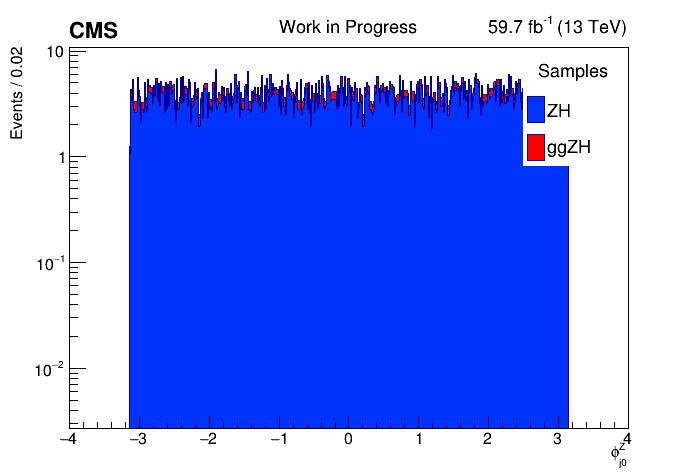 CMS Work in Progress 59.7 fb⁻¹ (13 TeV)
Events / 0.02
10
1
10⁻¹
10⁻²
Samples
ZH
ggZH
−4 −3 −2 −1 0 1 2 3 4
ϕ^Z_j0